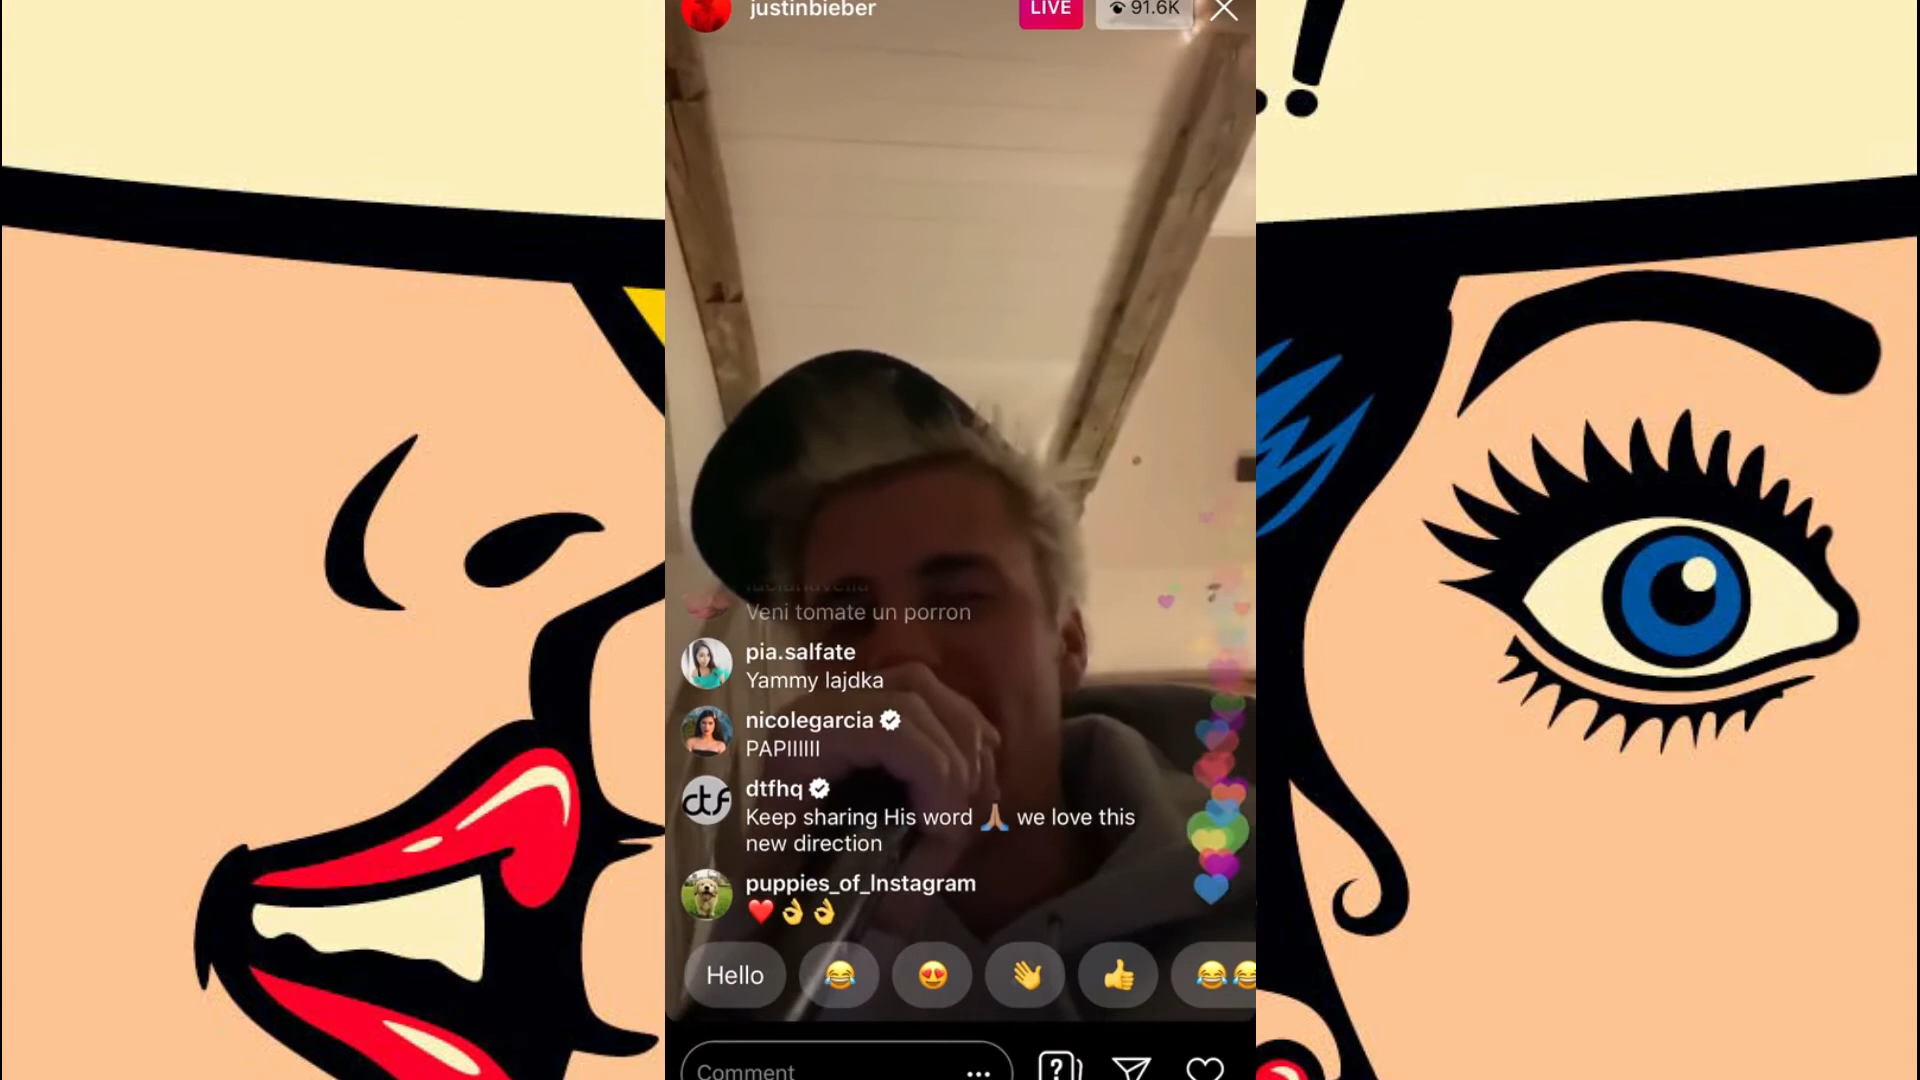 justinbieber
LIVE
91.6K
!
Veni tomate un porron
pia.salfate
Yammy lajdka
nicolegarcia
PAPIIIIII
dtfhq
dtf
Keep sharing His word 🙏🏽 we love this
new direction
puppies_of_Instagram
❤️👌👌
Hello
😂 😍 👋 👍 😂😂
Comment